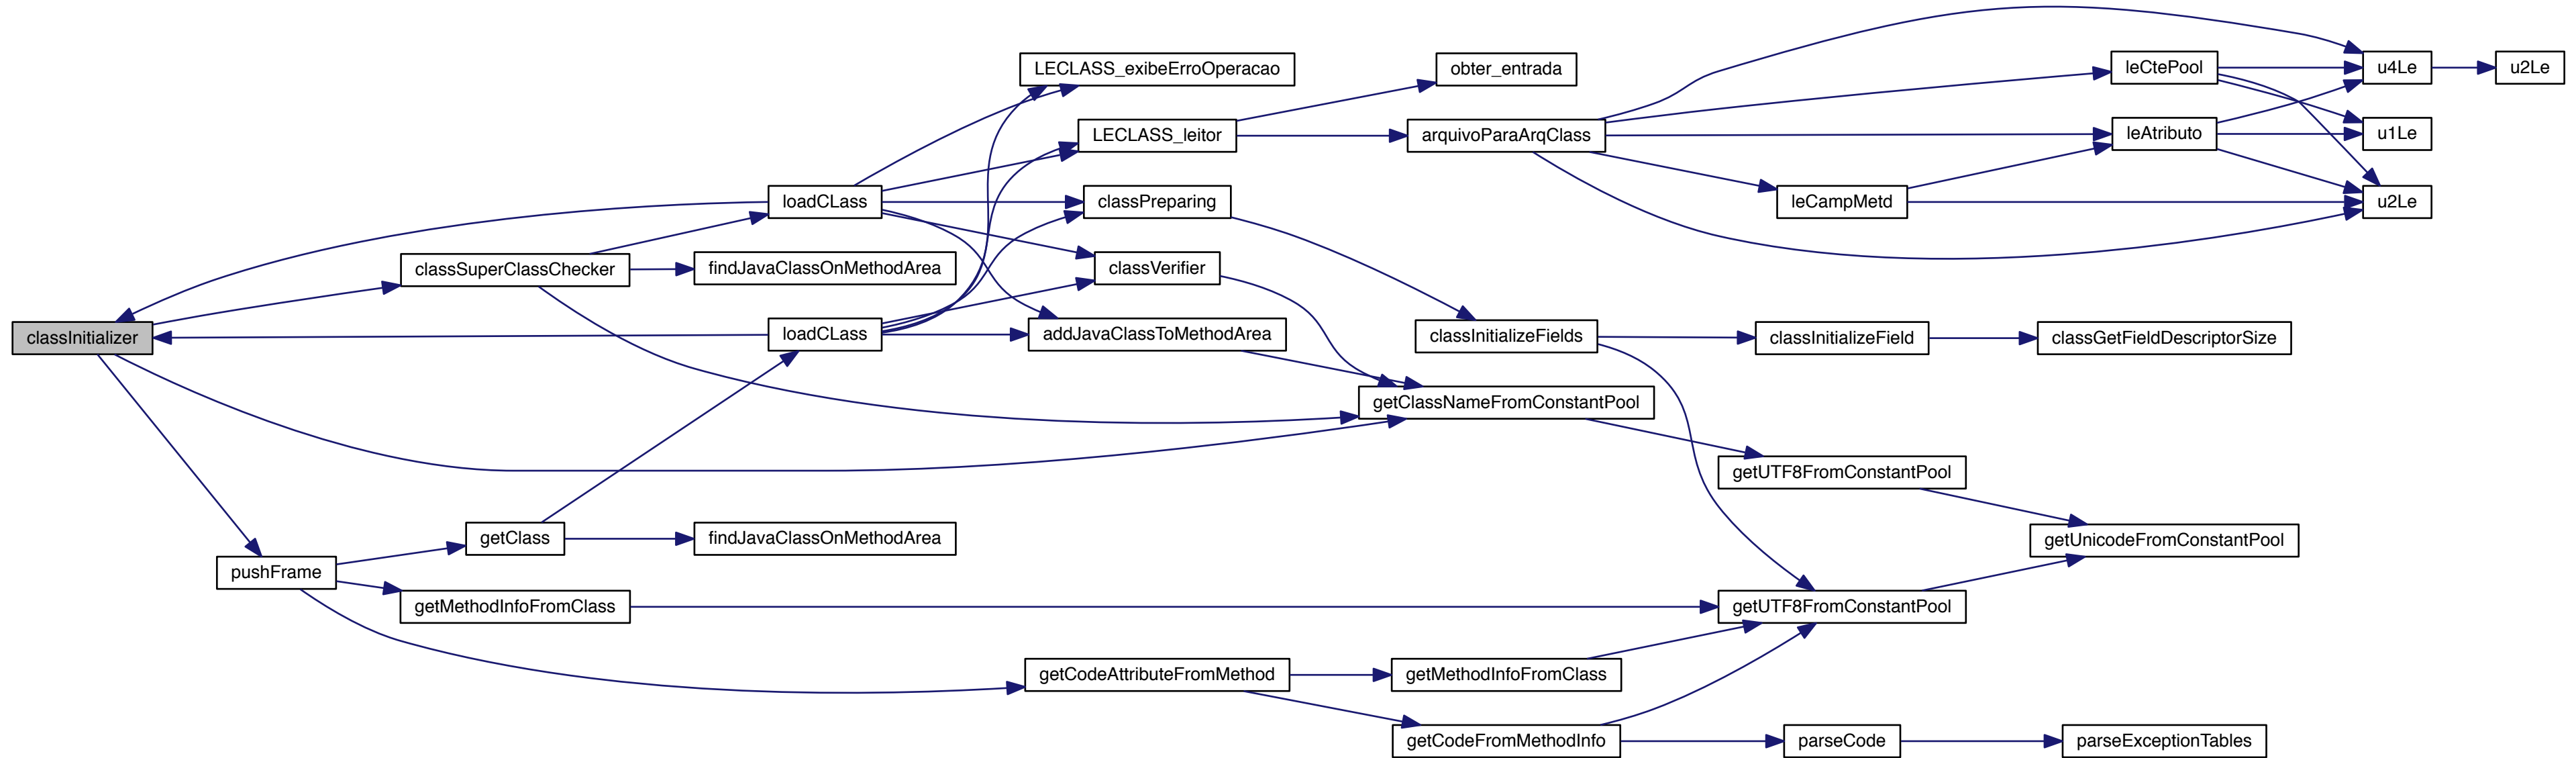 LECLASS_exibeErroOperacao
obter_entrada
leCtePool
u4Le
u2Le
LECLASS_leitor
arquivoParaArqClass
leAtributo
u1Le
loadCLass
classPreparing
leCampMetd
u2Le
classSuperClassChecker
findJavaClassOnMethodArea
classVerifier
classInitializer
loadCLass
addJavaClassToMethodArea
classInitializeFields
classInitializeField
classGetFieldDescriptorSize
getClassNameFromConstantPool
getUTF8FromConstantPool
getClass
findJavaClassOnMethodArea
getUnicodeFromConstantPool
pushFrame
getMethodInfoFromClass
getUTF8FromConstantPool
getCodeAttributeFromMethod
getMethodInfoFromClass
getCodeFromMethodInfo
parseCode
parseExceptionTables